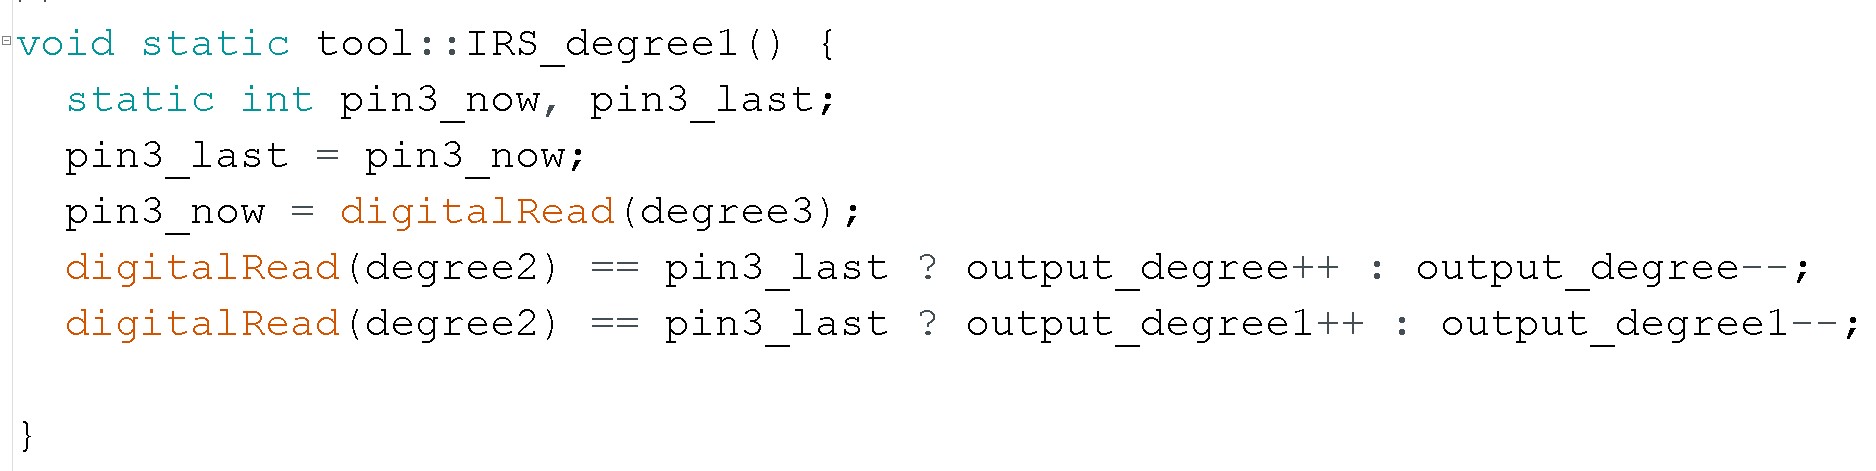 void static tool::IRS_degree1() {
  static int pin3_now, pin3_last;
  pin3_last = pin3_now;
  pin3_now = digitalRead(degree3);
  digitalRead(degree2) == pin3_last ? output_degree++ : output_degree--;
  digitalRead(degree2) == pin3_last ? output_degree1++ : output_degree1--;
}